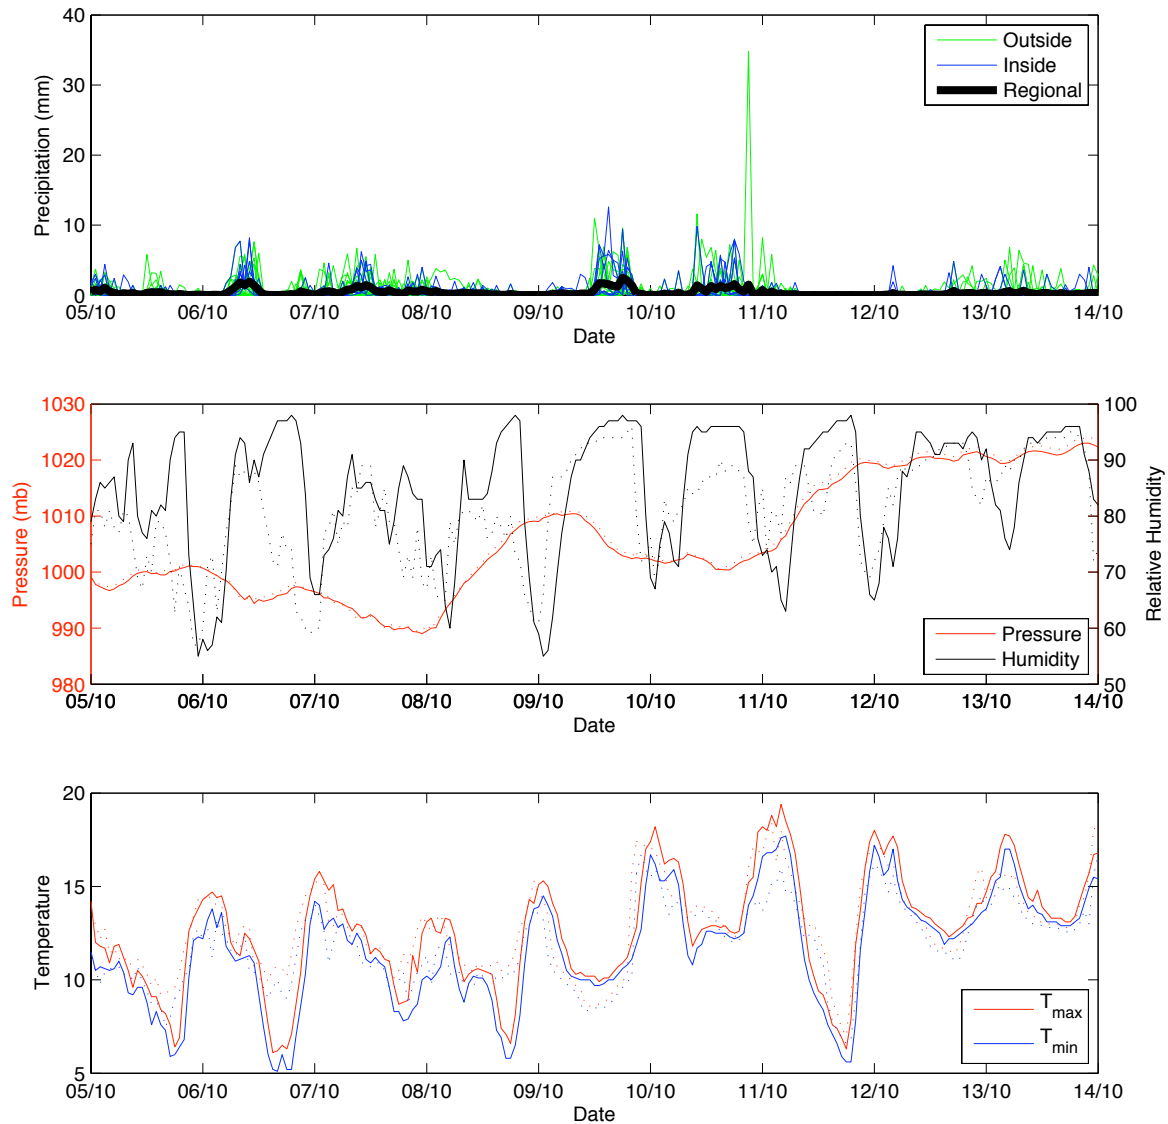 40
30
20
10
0
Precipitation (mm)
Outside
Inside
Regional
05/10 06/10 07/10 08/10 09/10 10/10 11/10 12/10 13/10 14/10
Date
1030
1020
1010
1000
990
980
Pressure (mb)
100
90
80
70
60
50
Relative Humidity
Pressure
Humidity
05/10 06/10 07/10 08/10 09/10 10/10 11/10 12/10 13/10 14/10
Date
20
15
10
5
Temperature
T_max
T_min
05/10 06/10 07/10 08/10 09/10 10/10 11/10 12/10 13/10 14/10
Date